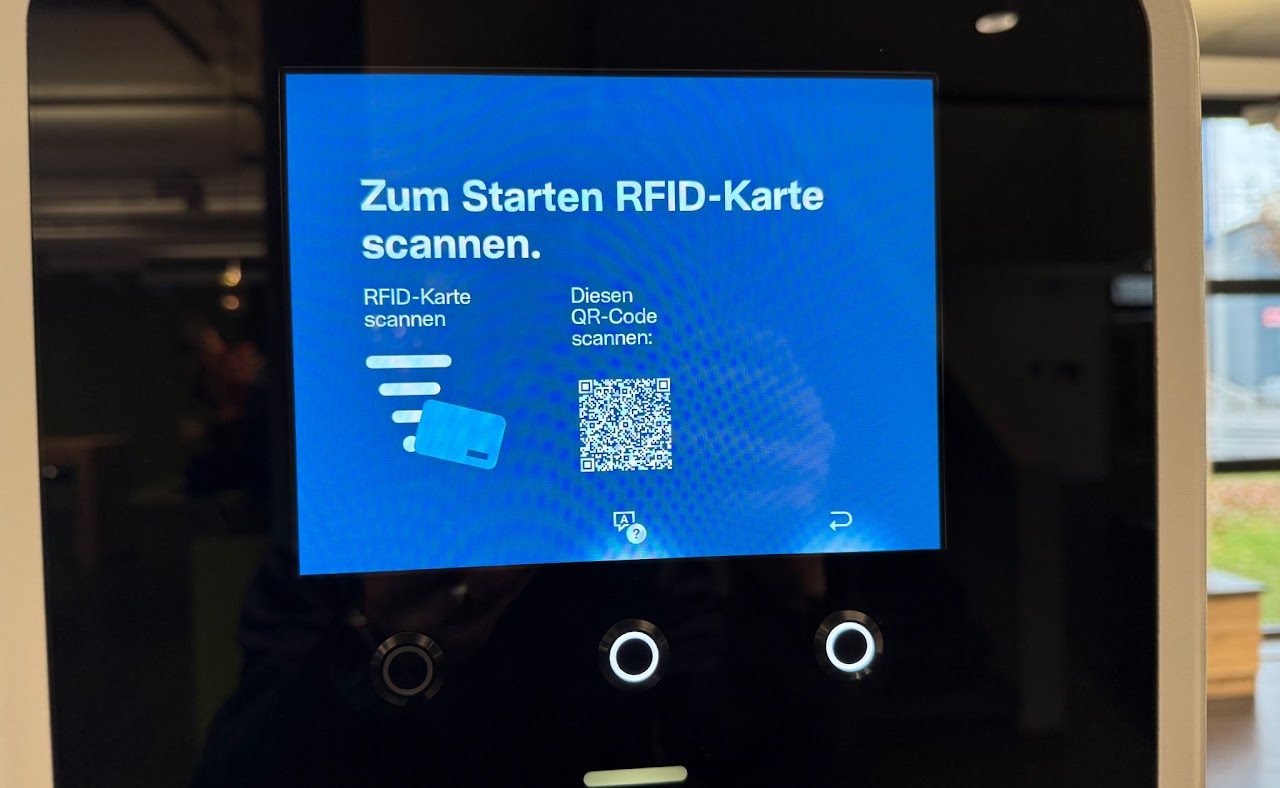 Zum Starten RFID-Karte
scannen.
RFID-Karte
scannen
Diesen
QR-Code
scannen:
A
?